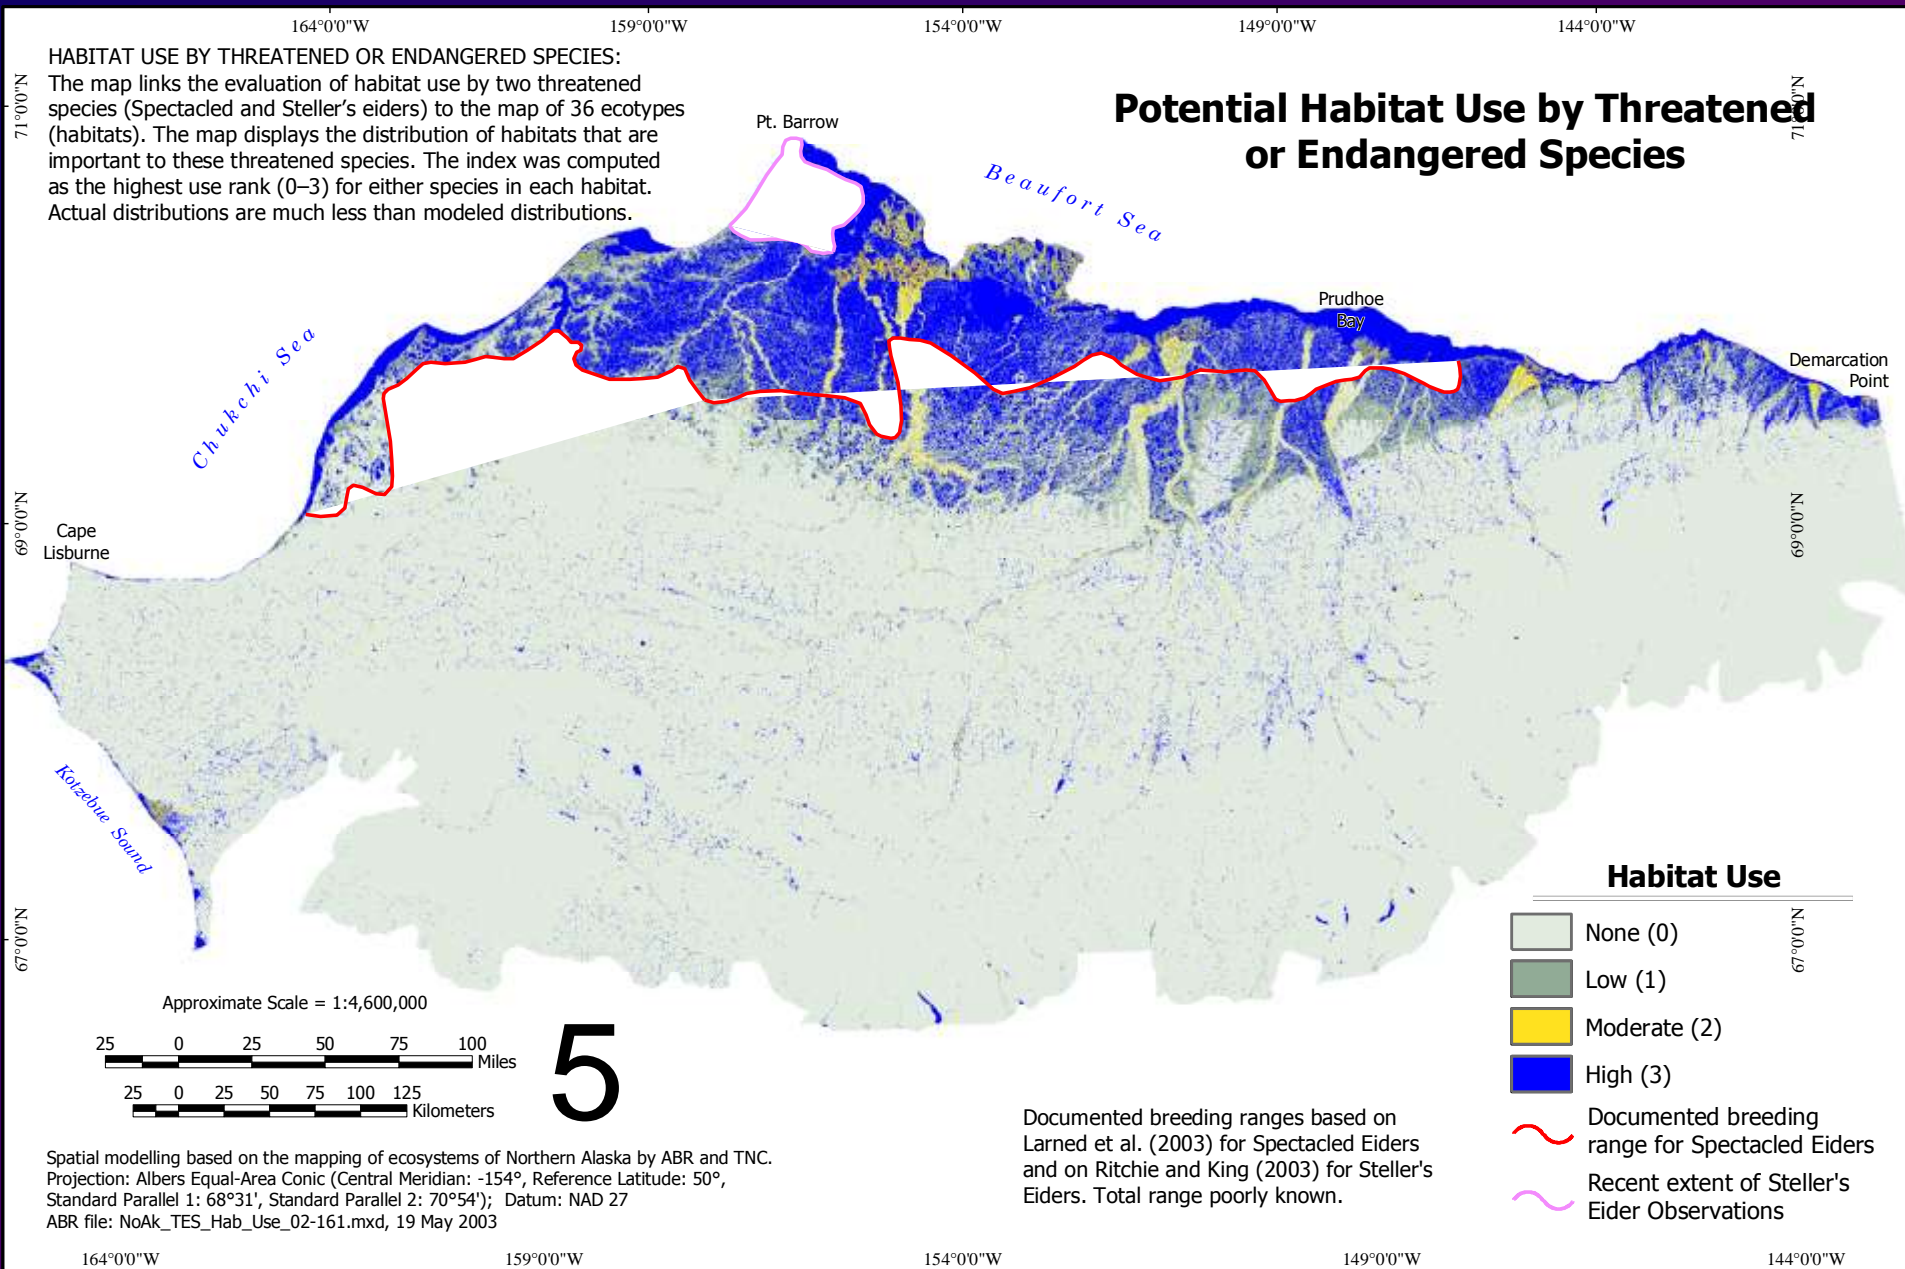 164°0'0"W
159°0'0"W
154°0'0"W
149°0'0"W
144°0'0"W
HABITAT USE BY THREATENED OR ENDANGERED SPECIES:
The map links the evaluation of habitat use by two threatened
species (Spectacled and Steller's eiders) to the map of 36 ecotypes
(habitats). The map displays the distribution of habitats that are
important to these threatened species. The index was computed
as the highest use rank (0–3) for either species in each habitat.
Actual distributions are much less than modeled distributions.
Potential Habitat Use by Threatened
or Endangered Species
71°0'0"N
71°0'0"N
Pt. Barrow
Beaufort Sea
Prudhoe
Bay
Demarcation
Point
Chukchi Sea
69°0'0"N
69°0'0"N
Cape
Lisburne
Kotzebue Sound
67°0'0"N
67°0'0"N
Habitat Use
None (0)
Low (1)
Moderate (2)
High (3)
Documented breeding
range for Spectacled Eiders
Recent extent of Steller's
Eider Observations
Approximate Scale = 1:4,600,000
25 0 25 50 75 100
Miles
25 0 25 50 75 100 125
Kilometers
5
Documented breeding ranges based on
Larned et al. (2003) for Spectacled Eiders
and on Ritchie and King (2003) for Steller's
Eiders. Total range poorly known.
Spatial modelling based on the mapping of ecosystems of Northern Alaska by ABR and TNC.
Projection: Albers Equal-Area Conic (Central Meridian: -154°, Reference Latitude: 50°,
Standard Parallel 1: 68°31', Standard Parallel 2: 70°54'); Datum: NAD 27
ABR file: NoAk_TES_Hab_Use_02-161.mxd, 19 May 2003
164°0'0"W
159°0'0"W
154°0'0"W
149°0'0"W
144°0'0"W